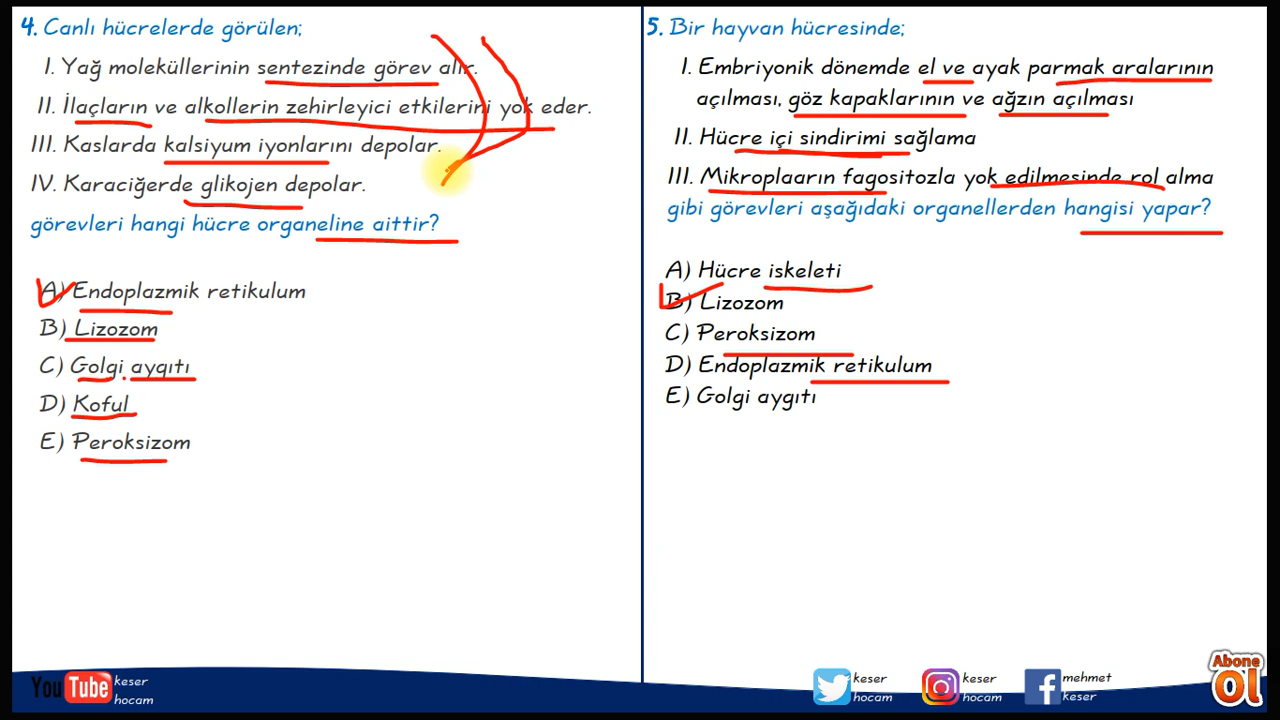 4. Canlı hücrelerde görülen;
I. Yağ moleküllerinin sentezinde görev alır.
II. İlaçların ve alkollerin zehirleyici etkilerini yok eder.
III. Kaslarda kalsiyum iyonlarını depolar.
IV. Karaciğerde glikojen depolar.
görevleri hangi hücre organeline aittir?
A) Endoplazmik retikulum
B) Lizozom
C) Golgi aygıtı
D) Koful
E) Peroksizom
5. Bir hayvan hücresinde;
I. Embriyonik dönemde el ve ayak parmak aralarının
açılması, göz kapaklarının ve ağzın açılması
II. Hücre içi sindirimi sağlama
III. Mikroplaarın fagositozla yok edilmesinde rol alma
gibi görevleri aşağıdaki organellerden hangisi yapar?
A) Hücre iskeleti
B) Lizozom
C) Peroksizom
D) Endoplazmik retikulum
E) Golgi aygıtı
YouTube keser
hocam
keser
hocam
keser
hocam
mehmet
keser
Abone
ol